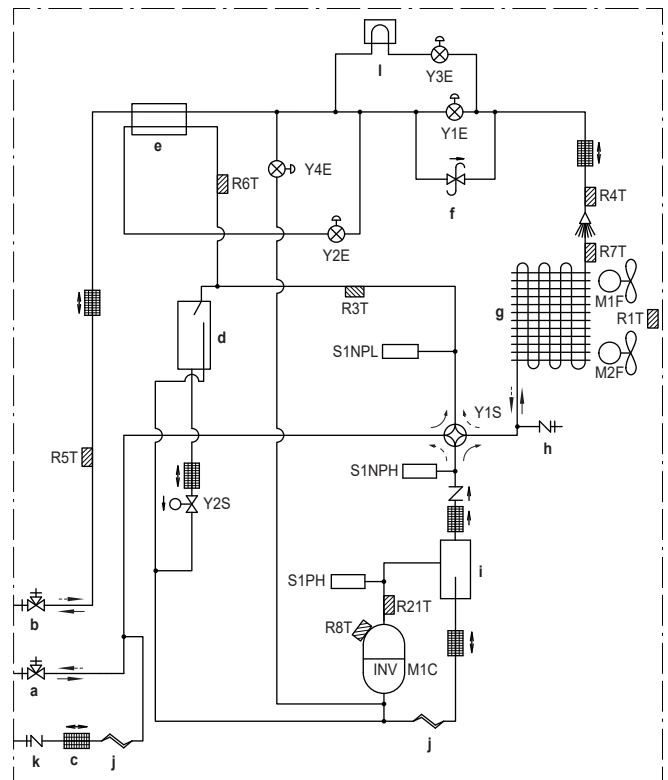 l
Y3E
Y1E
e
Y4E
R6T
f
R4T
Y2E
R7T
g
M1F
R1T
R3T
d
S1NPL
M2F
Y1S
h
R5T
S1NPH
Y2S
i
S1PH
R21T
R8T
b
INV
M1C
a
j
k
c
j